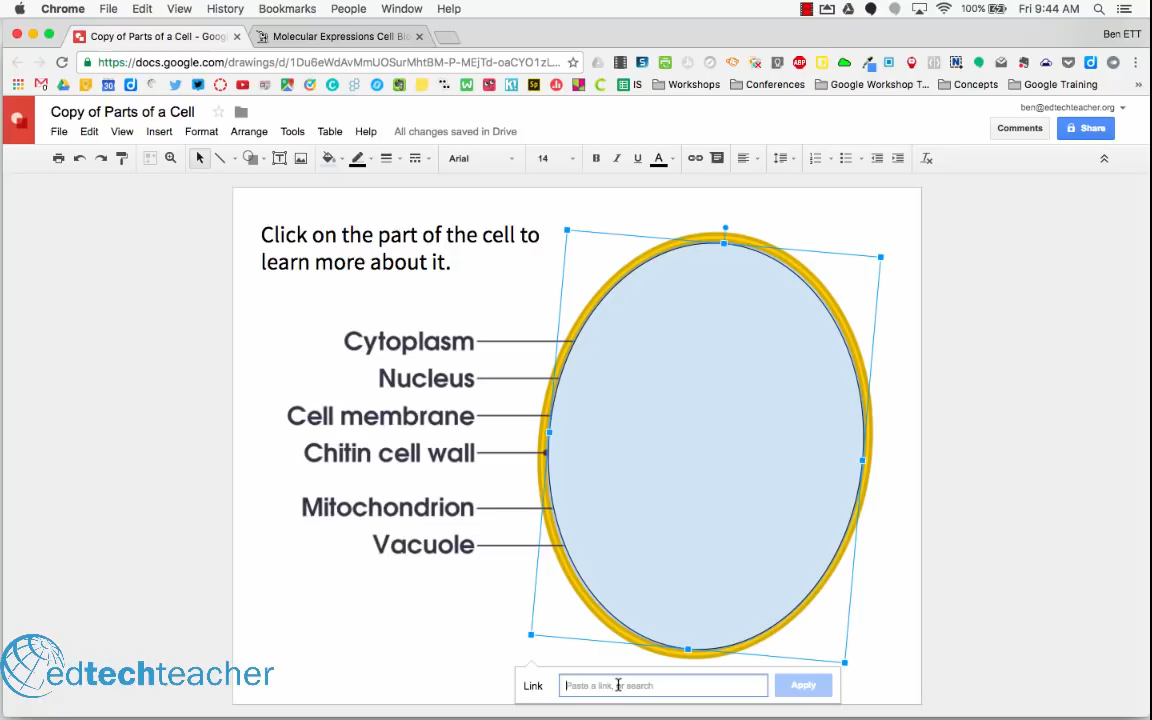 Chrome File Edit View History Bookmarks People Window Help 100% Fri 9:44 AM
Copy of Parts of a Cell - Goog Molecular Expressions Cell Bio Ben ETT
https://docs.google.com/drawings/d/1Du6eWdAvMmUOSurMhtBM-P-MEjTd-oaCYO1zL...
IS Workshops Conferences Google Workshop T... Concepts Google Training
Copy of Parts of a Cell
ben@edtechteacher.org
File Edit View Insert Format Arrange Tools Table Help All changes saved in Drive
Comments Share
Arial 14 B I U A
Click on the part of the cell to
learn more about it.
Cytoplasm
Nucleus
Cell membrane
Chitin cell wall
Mitochondrion
Vacuole
edtechteacher
Link Paste a link, or search Apply